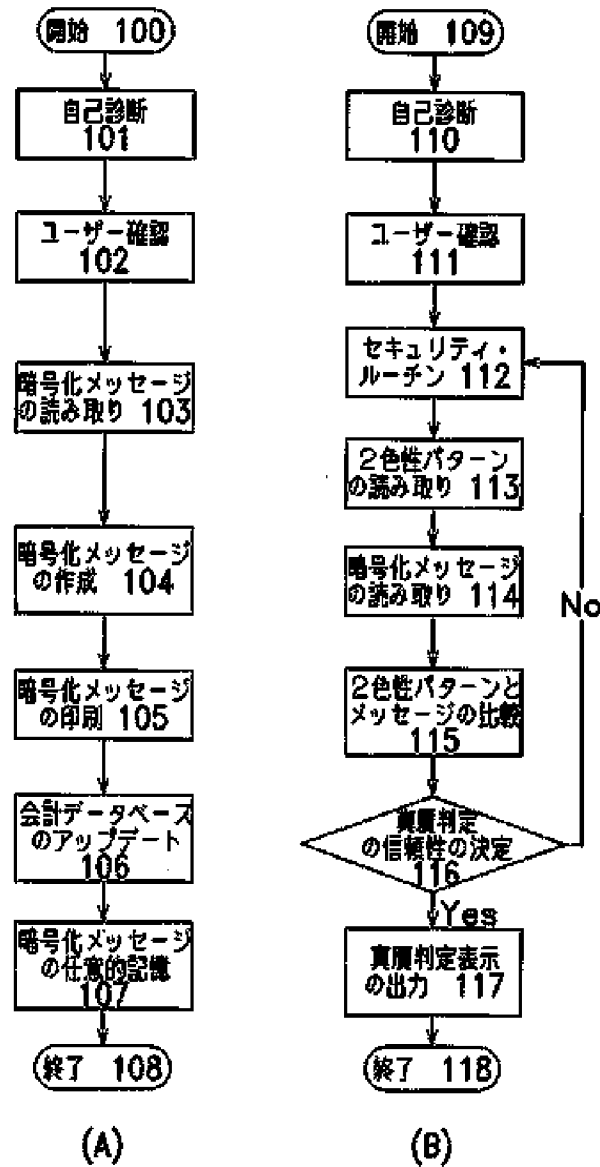 開始 100
自己診断
101
ユーザー確認
102
暗号化メッセージ
の読み取り 103
暗号化メッセージ
の作成 104
暗号化メッセージ
の印刷 105
会計データベース
のアップデート
106
暗号化メッセージ
の任意的記憶
107
終了 108
(A)
開始 109
自己診断
110
ユーザー確認
111
セキュリティ・
ルーチン 112
2色性パターン
の読み取り 113
暗号化メッセージ
の読み取り 114
2色性パターンと
メッセージの比較
115
真贋判定
の信頼性の決定
116
No
Yes
真贋判定表示
の出力 117
終了 118
(B)